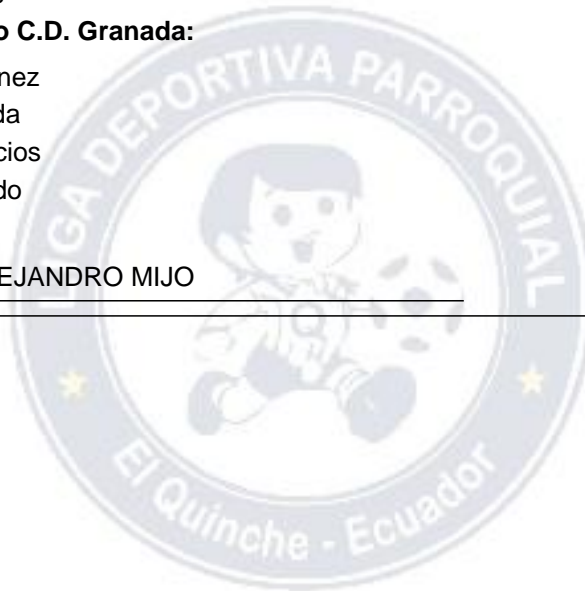 o C.D. Granada:
nez
da
cios
do
EJANDRO MIJO
LIGA DEPORTIVA PARROQUIAL
Q
El Quinche - Ecuador